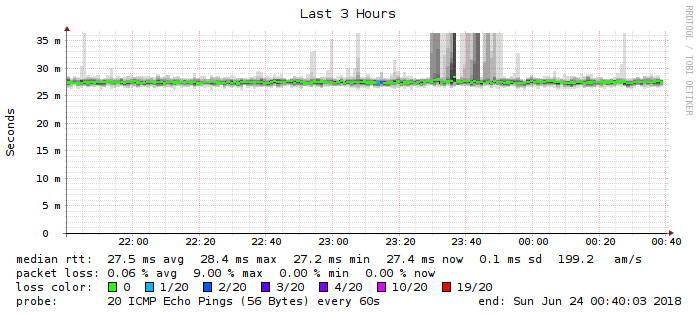 Last 3 Hours
RRDTOOL / TOBI OETIKER
Seconds
35 m
30 m
25 m
20 m
15 m
10 m
5 m
0
22:00 22:20 22:40 23:00 23:20 23:40 00:00 00:20 00:40
median rtt: 27.5 ms avg 28.4 ms max 27.2 ms min 27.4 ms now 0.1 ms sd 199.2 am/s
packet loss: 0.06 % avg 9.00 % max 0.00 % min 0.00 % now
loss color: 0 1/20 2/20 3/20 4/20 10/20 19/20
probe: 20 ICMP Echo Pings (56 Bytes) every 60s end: Sun Jun 24 00:40:03 2018